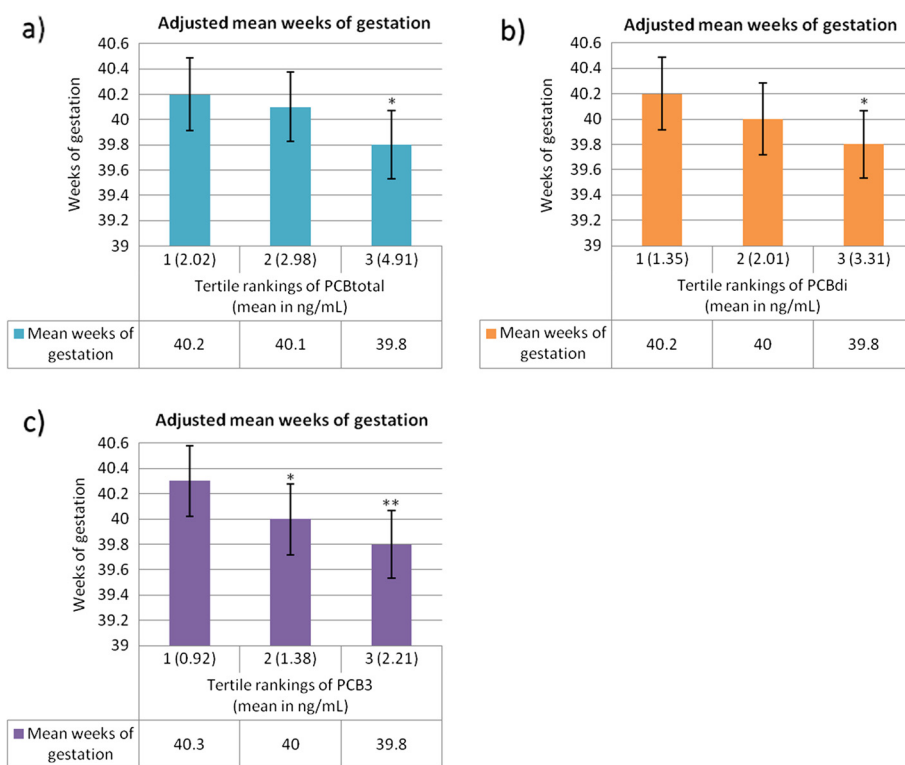 a)
Adjusted mean weeks of gestation
Weeks of gestation
40.6
40.4
40.2
40
39.8
39.6
39.4
39.2
39
*
1 (2.02) 2 (2.98) 3 (4.91)
Tertile rankings of PCBtotal
(mean in ng/mL)
Mean weeks of
gestation
40.2 40.1 39.8
b)
Adjusted mean weeks of gestation
Weeks of gestation
40.6
40.4
40.2
40
39.8
39.6
39.4
39.2
39
*
1 (1.35) 2 (2.01) 3 (3.31)
Tertile rankings of PCBdi
(mean in ng/mL)
Mean weeks of
gestation
40.2 40 39.8
c)
Adjusted mean weeks of gestation
Weeks of gestation
40.6
40.4
40.2
40
39.8
39.6
39.4
39.2
39
*
**
1 (0.92) 2 (1.38) 3 (2.21)
Tertile rankings of PCB3
(mean in ng/mL)
Mean weeks of
gestation
40.3 40 39.8